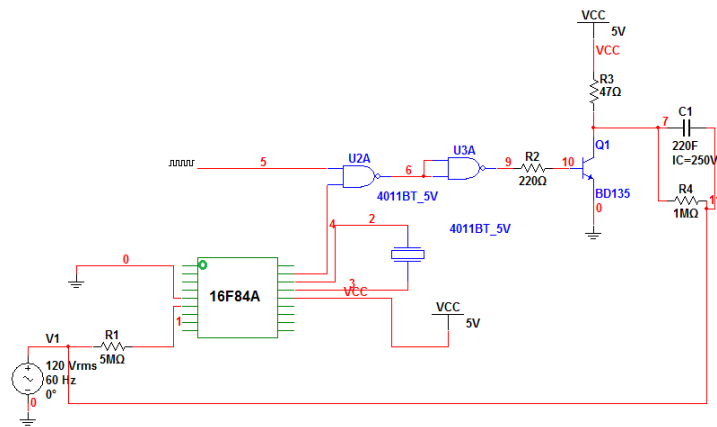 VCC
5V
VCC
R3
47Ω
7
C1
220F
IC=250V
Q1
U2A
U3A
5
6
9
R2
10
220Ω
BD135
4011BT_5V
0
R4
1MΩ
1
4
2
4011BT_5V
0
16F84A
3
VCC
VCC
5V
1
V1
R1
5MΩ
120 Vrms
60 Hz
0°
0